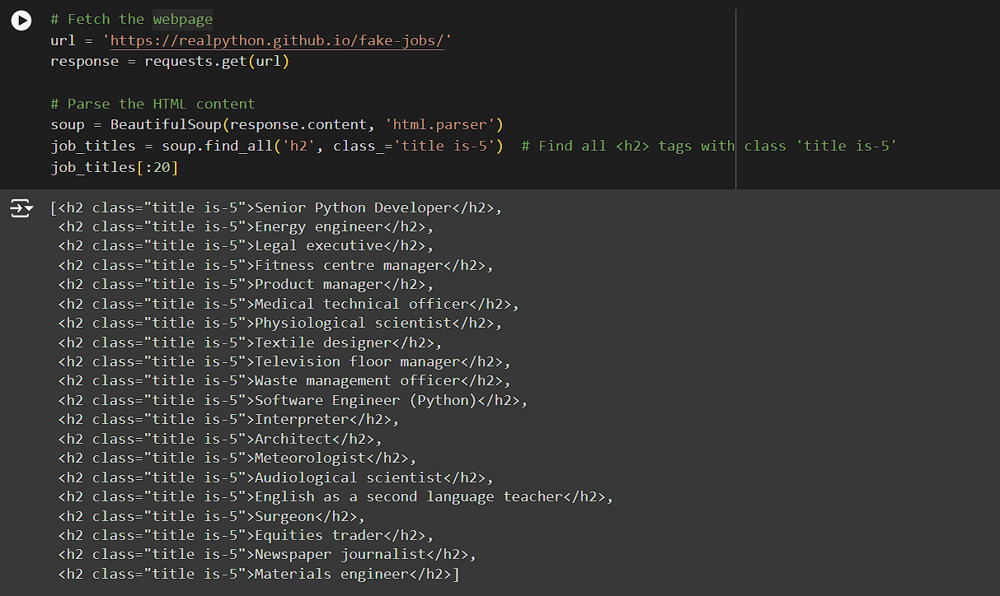 # Fetch the webpage
url = 'https://realpython.github.io/fake-jobs/'
response = requests.get(url)
# Parse the HTML content
soup = BeautifulSoup(response.content, 'html.parser')
job_titles = soup.find_all('h2', class_='title is-5')  # Find all <h2> tags with class 'title is-5'
job_titles[:20]
[<h2 class="title is-5">Senior Python Developer</h2>,
<h2 class="title is-5">Energy engineer</h2>,
<h2 class="title is-5">Legal executive</h2>,
<h2 class="title is-5">Fitness centre manager</h2>,
<h2 class="title is-5">Product manager</h2>,
<h2 class="title is-5">Medical technical officer</h2>,
<h2 class="title is-5">Physiological scientist</h2>,
<h2 class="title is-5">Textile designer</h2>,
<h2 class="title is-5">Television floor manager</h2>,
<h2 class="title is-5">Waste management officer</h2>,
<h2 class="title is-5">Software Engineer (Python)</h2>,
<h2 class="title is-5">Interpreter</h2>,
<h2 class="title is-5">Architect</h2>,
<h2 class="title is-5">Meteorologist</h2>,
<h2 class="title is-5">Audiological scientist</h2>,
<h2 class="title is-5">English as a second language teacher</h2>,
<h2 class="title is-5">Surgeon</h2>,
<h2 class="title is-5">Equities trader</h2>,
<h2 class="title is-5">Newspaper journalist</h2>,
<h2 class="title is-5">Materials engineer</h2>]